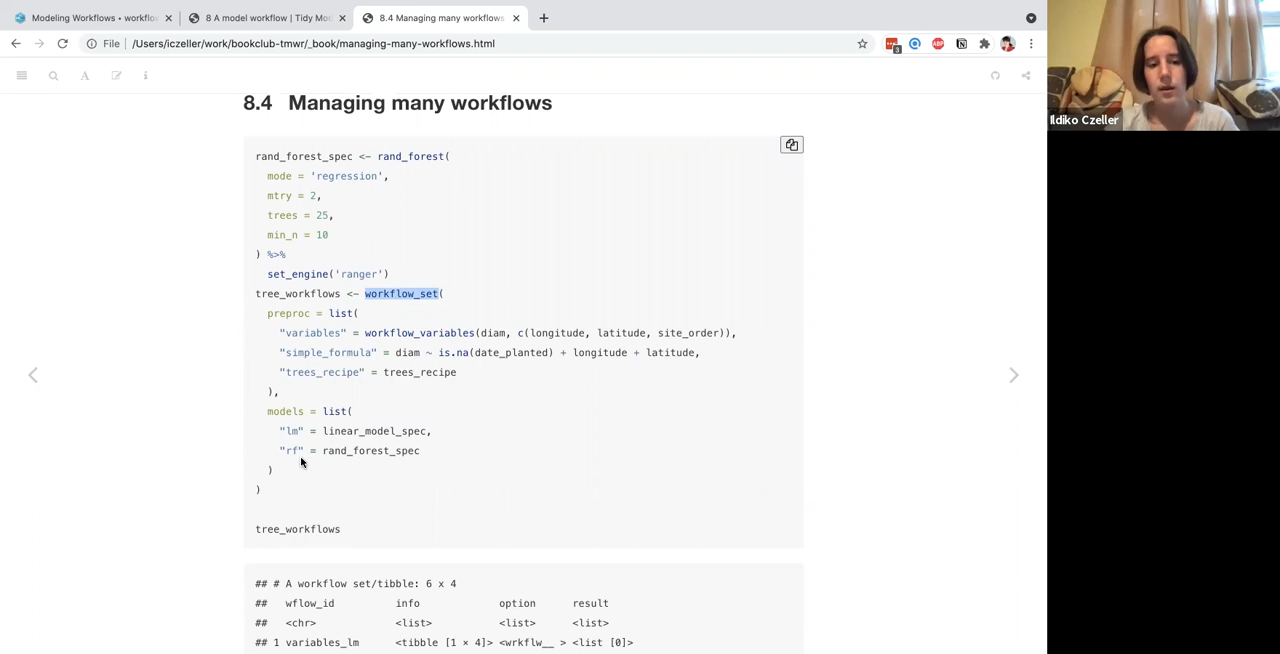 Modeling Workflows • workflo
8 A model workflow | Tidy Mod
8.4 Managing many workflows
File | /Users/iczeller/work/bookclub-tmwr/_book/managing-many-workflows.html
3
ABP
A
i
Ildiko Czeller
8.4 Managing many workflows
rand_forest_spec <- rand_forest(
mode = 'regression',
mtry = 2,
trees = 25,
min_n = 10
) %>%
set_engine('ranger')
tree_workflows <- workflow_set(
preproc = list(
"variables" = workflow_variables(diam, c(longitude, latitude, site_order)),
"simple_formula" = diam ~ is.na(date_planted) + longitude + latitude,
"trees_recipe" = trees_recipe
),
models = list(
"lm" = linear_model_spec,
"rf" = rand_forest_spec
)
)
tree_workflows
## # A workflow set/tibble: 6 x 4
## wflow_id info option result
## <chr> <list> <list> <list>
## 1 variables_lm <tibble [1 × 4]> <wrkflw__ > <list [0]>